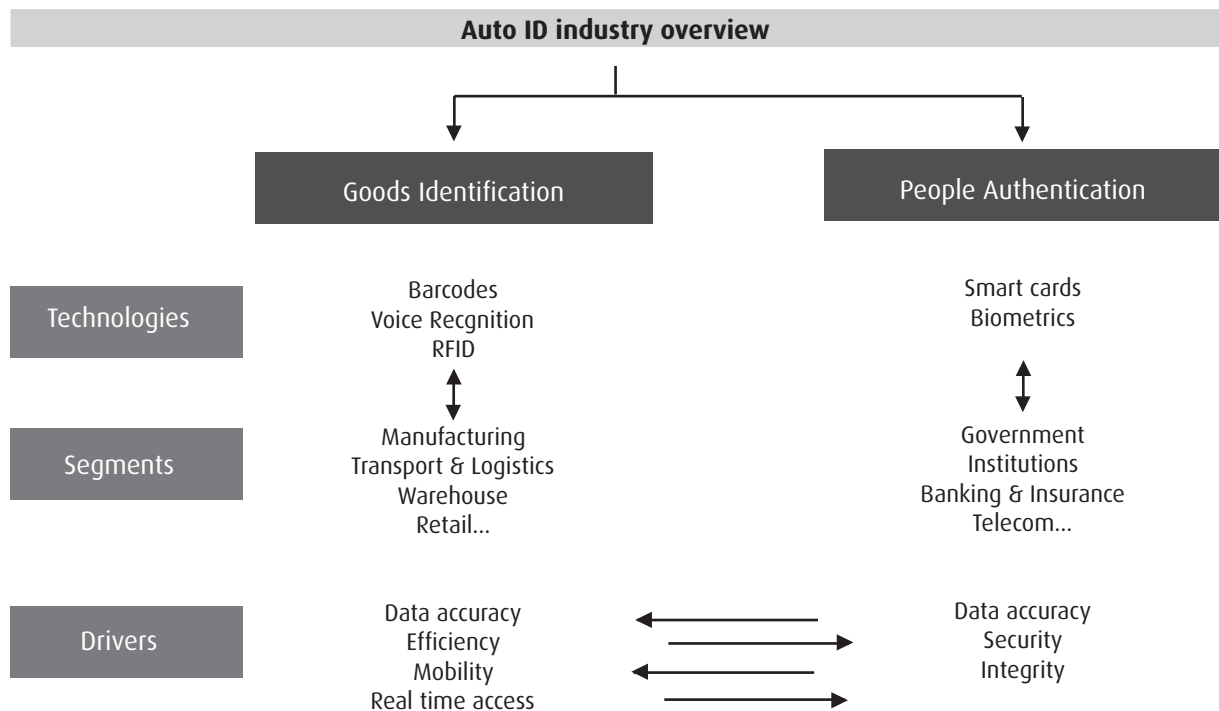 Auto ID industry overview
Goods Identification
People Authentication
Technologies
Barcodes
Voice Recgnition
RFID
Smart cards
Biometrics
Segments
Manufacturing
Transport & Logistics
Warehouse
Retail...
Government
Institutions
Banking & Insurance
Telecom...
Drivers
Data accuracy
Efficiency
Mobility
Real time access
Data accuracy
Security
Integrity